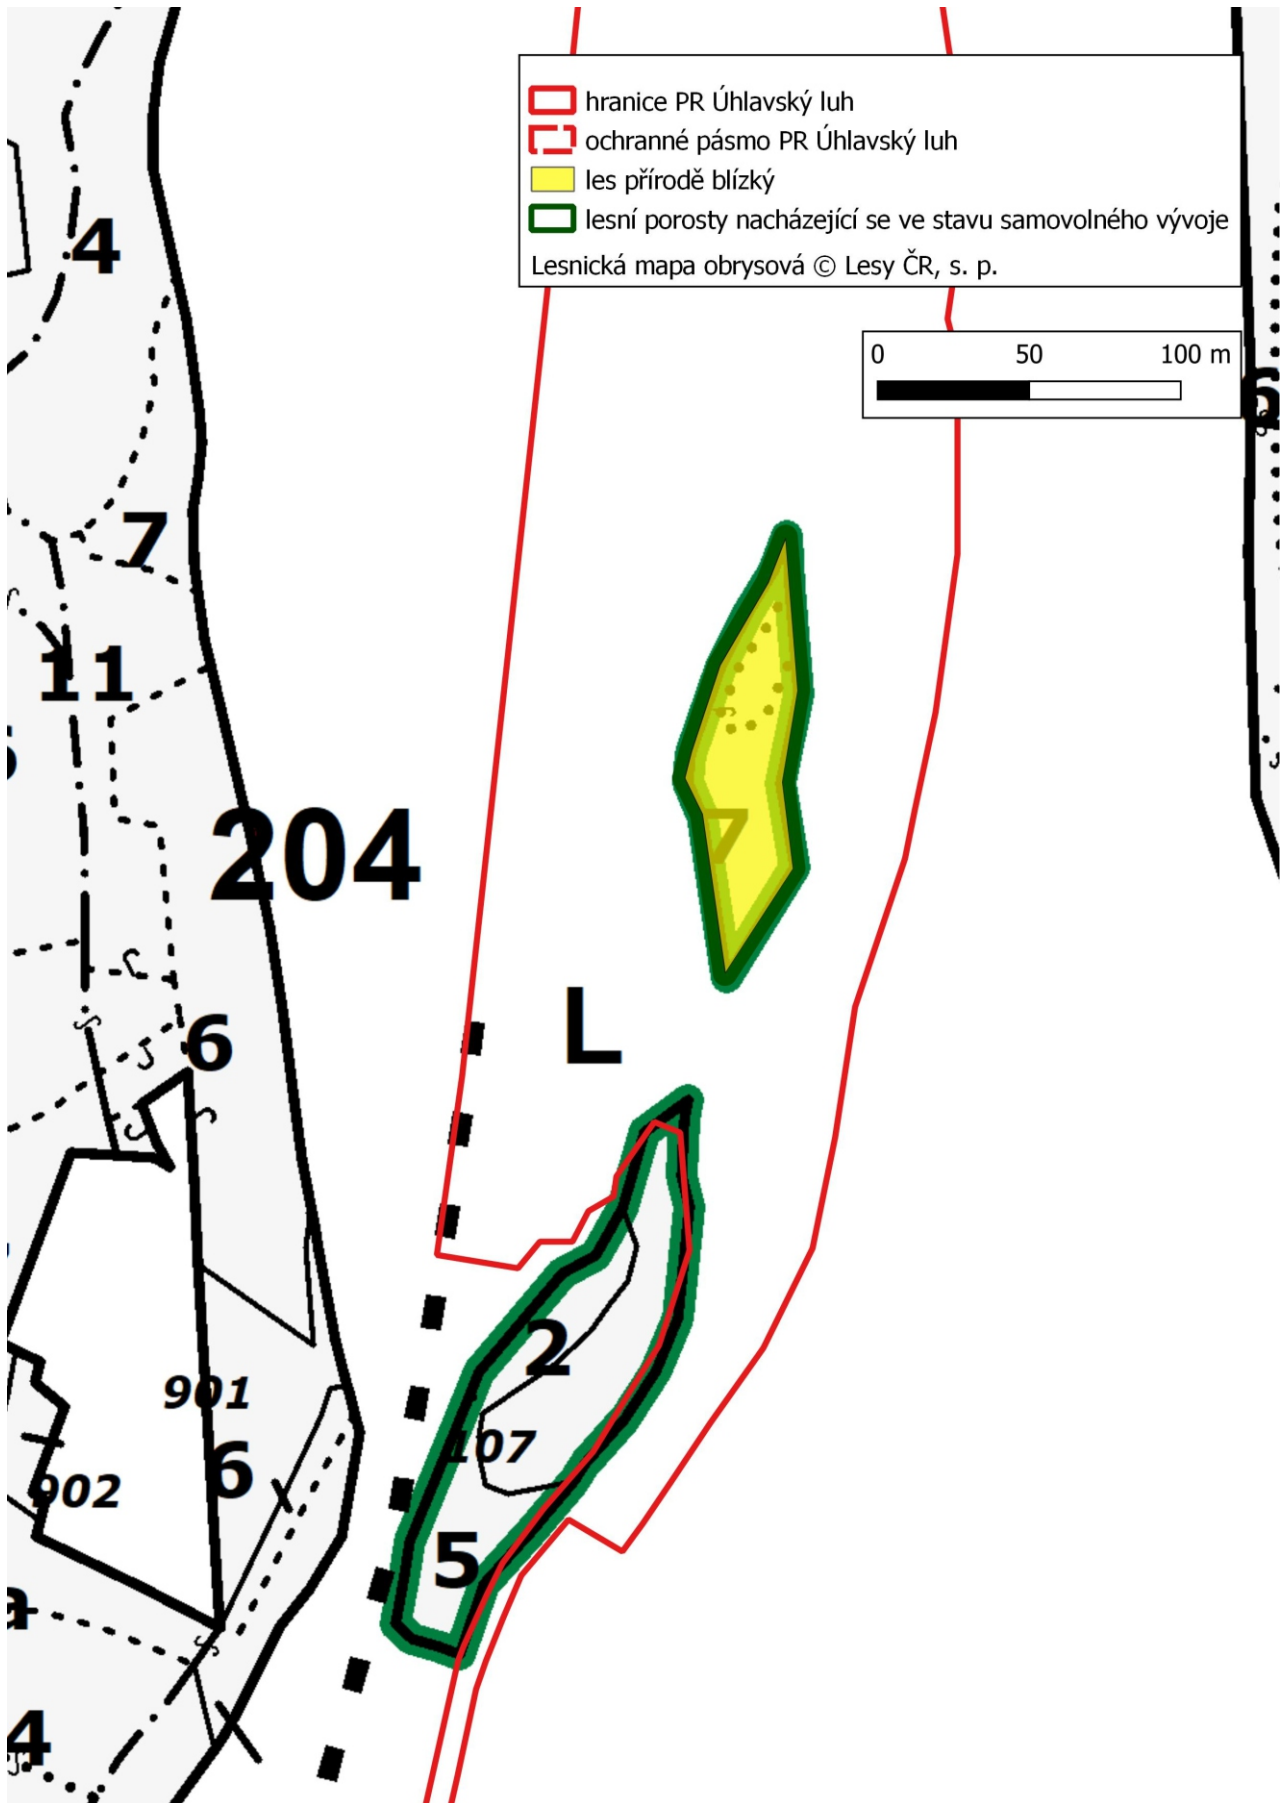 hranice PR Úhlavský luh
ochranné pásmo PR Úhlavský luh
les přírodě blízký
lesní porosty nacházející se ve stavu samovolného vývoje
Lesnická mapa obrysová © Lesy ČR, s. p.
0 50 100 m
4
7
11
204
7
L
6
2
901
107
6
902
5
a
4